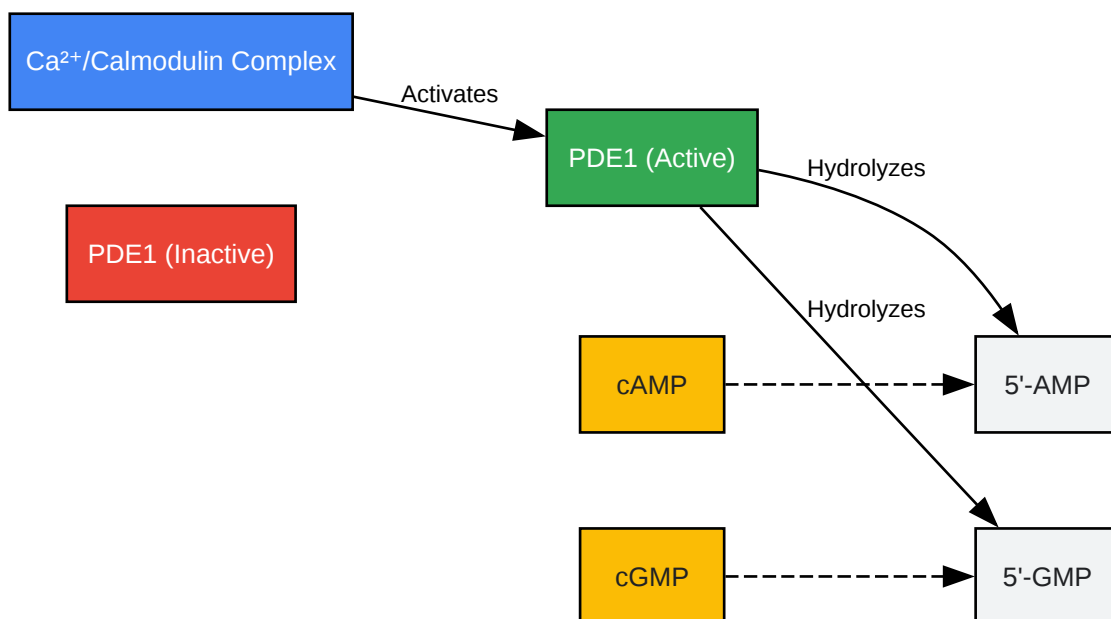 Ca²⁺/Calmodulin Complex
Activates
PDE1 (Active)
Hydrolyzes
PDE1 (Inactive)
Hydrolyzes
cAMP
5'-AMP
cGMP
5'-GMP